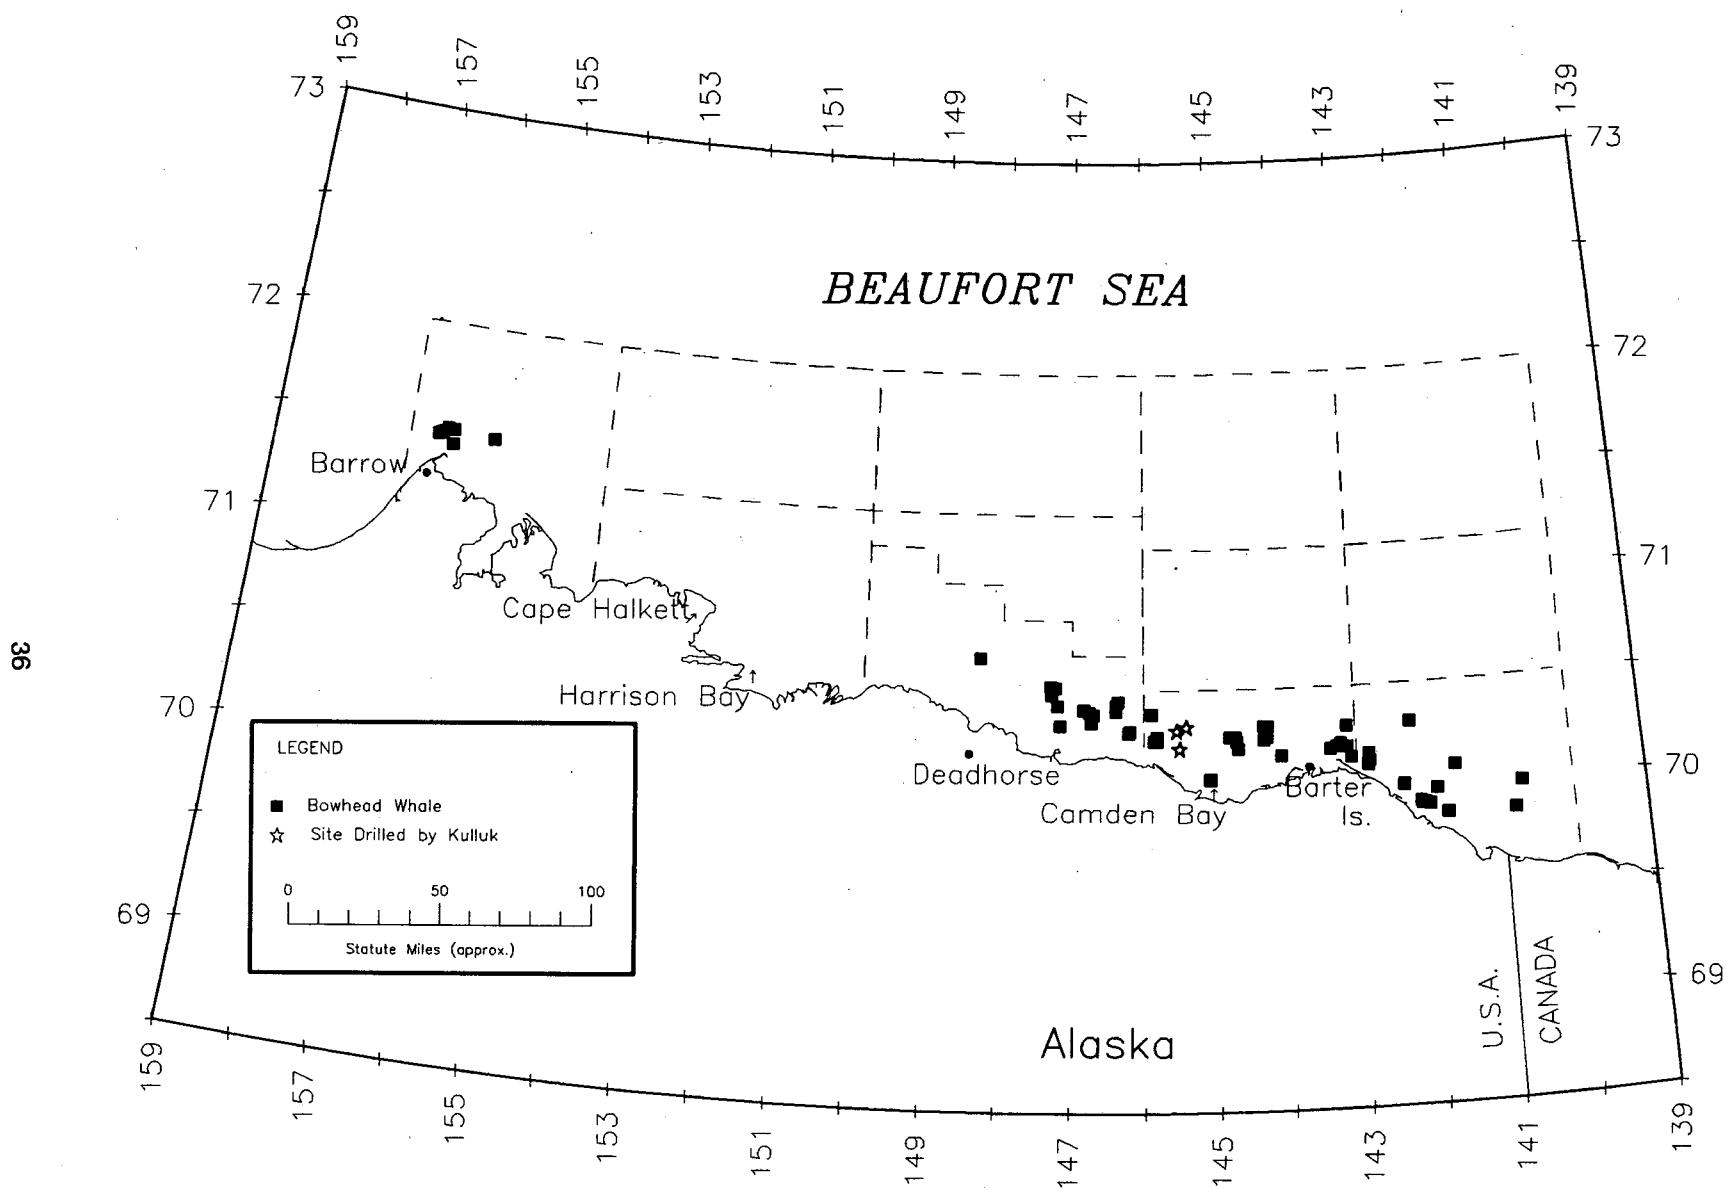 159
157
155
153
151
149
147
145
143
141
139
73
73
BEAUFORT SEA
72
72
Barrow
71
71
Cape Halkett
36
Harrison Bay
70
70
LEGEND
Bowhead Whale
Site Drilled by Kulluk
0 50 100
Statute Miles (approx.)
Deadhorse
Camden Bay
Barter
Is.
69
69
U.S.A.
CANADA
Alaska
159
157
155
153
151
149
147
145
143
141
139